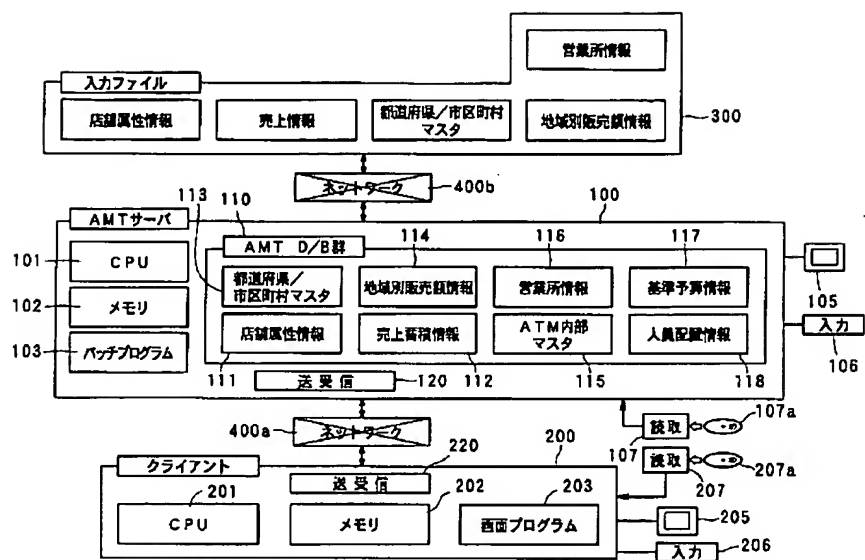 営業所情報
入力ファイル
店舗属性情報
売上情報
都道府県/市区町村
マスタ
地域別販売額情報
300
ネットワーク
400b
100
AMTサーバ
113
110
AMT D/B群
114
116
117
101
CPU
都道府県/
市区町村マスタ
地域別販売額情報
営業所情報
基準予算情報
105
102
メモリ
店舗属性情報
売上蓄積情報
ATM内部
マスタ
人員配置情報
入力
106
103
バッチプログラム
111
送受信
120
112
115
118
400a
ネットワーク
読取
107a
107
クライアント
220
200
読取
207a
207
201
送受信
202
203
CPU
メモリ
画面プログラム
205
入力
206